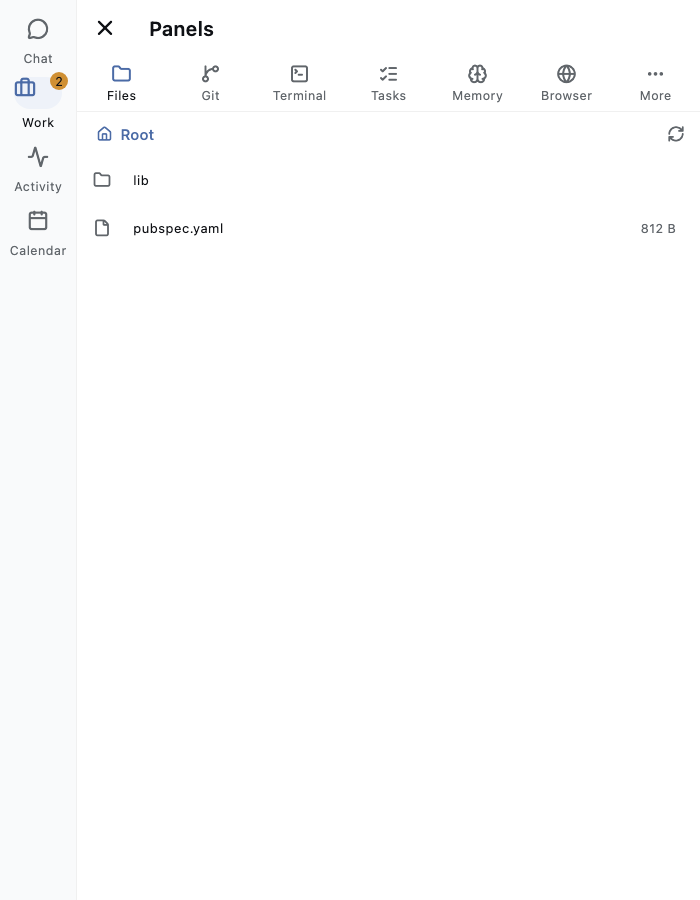 Chat
2
Work
Activity
Calendar
Panels
Files
Git
Terminal
Tasks
Memory
Browser
More
Root
lib
pubspec.yaml
812 B